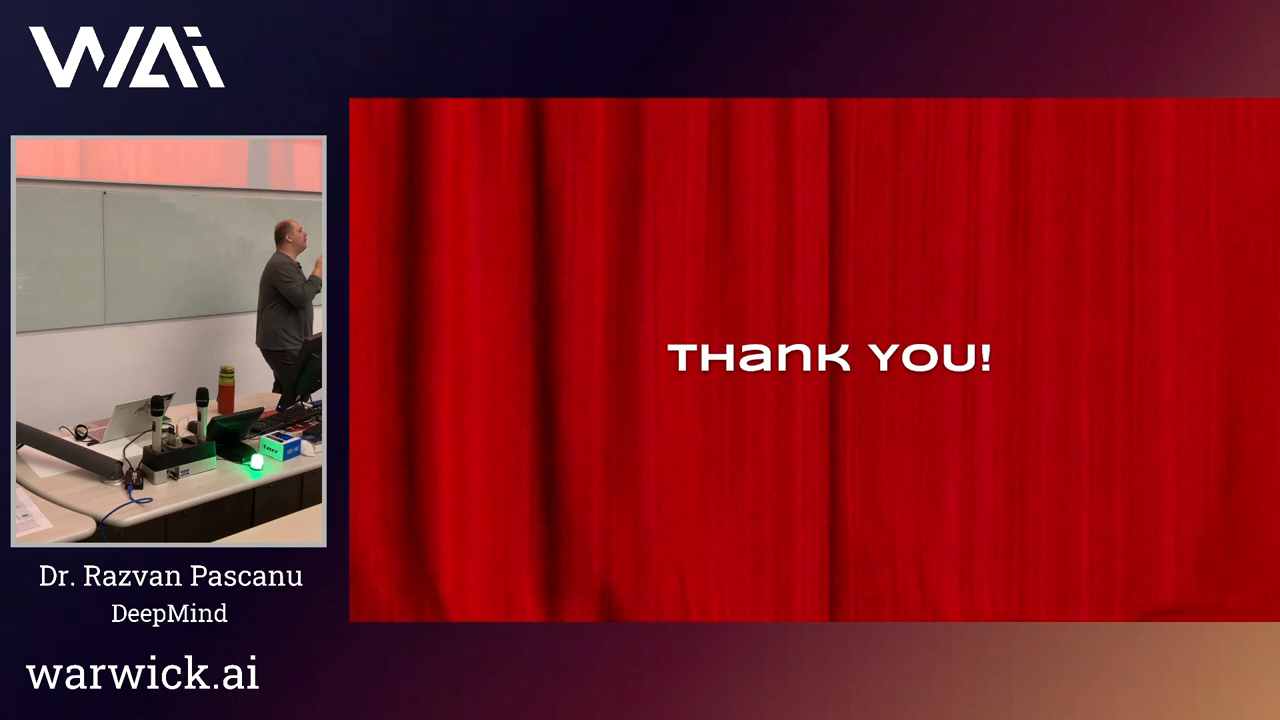 WAi
THANK YOU!
Dr. Razvan Pascanu
DeepMind
warwick.ai